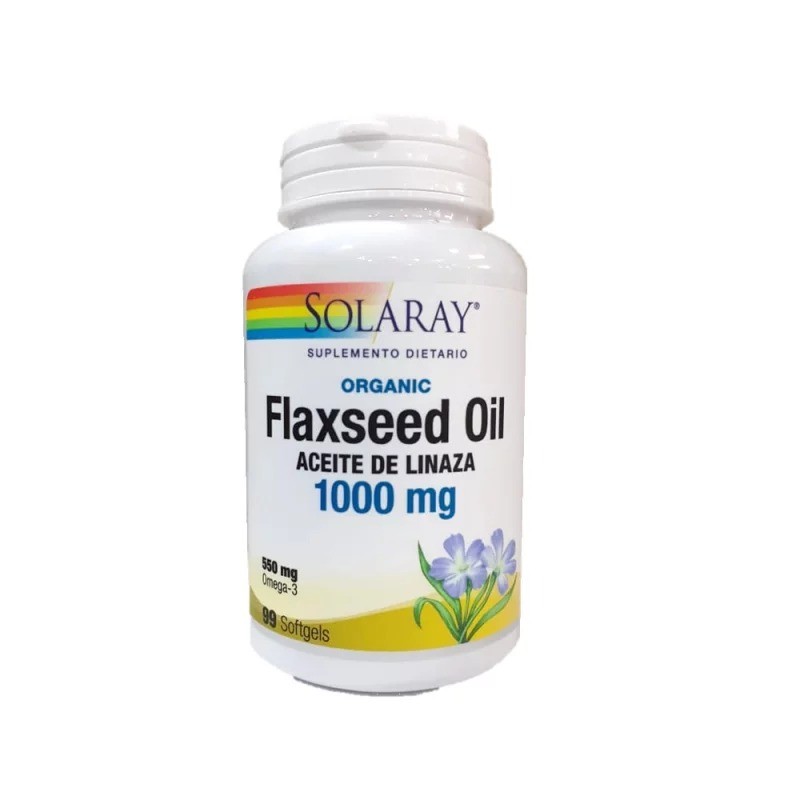 SOLARAY®
SUPLEMENTO DIETARIO
ORGANIC
Flaxseed Oil
ACEITE DE LINAZA
1000 mg
550 mg
Omega-3
99 Softgels